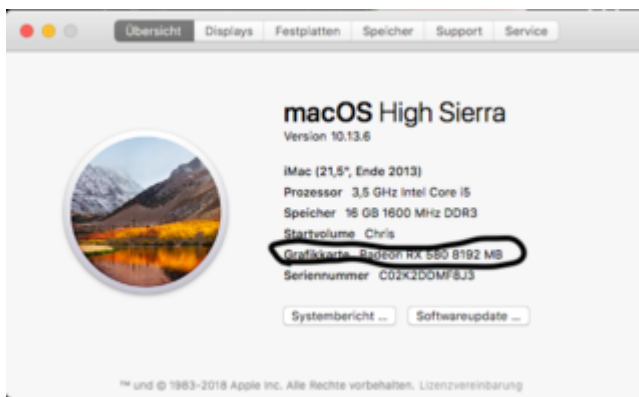 Übersicht Displays Festplatten Speicher Support Service
macOS High Sierra
Version 10.13.6
iMac (21,5", Ende 2013)
Prozessor 3,5 GHz Intel Core i5
Speicher 16 GB 1600 MHz DDR3
Startvolume Chris
Grafikkarte Radeon RX 580 8192 MB
Seriennummer
Systembericht ...
Softwareupdate ...
™ und © 1983-2018 Apple Inc. Alle Rechte vorbehalten. Lizenzvereinbarung